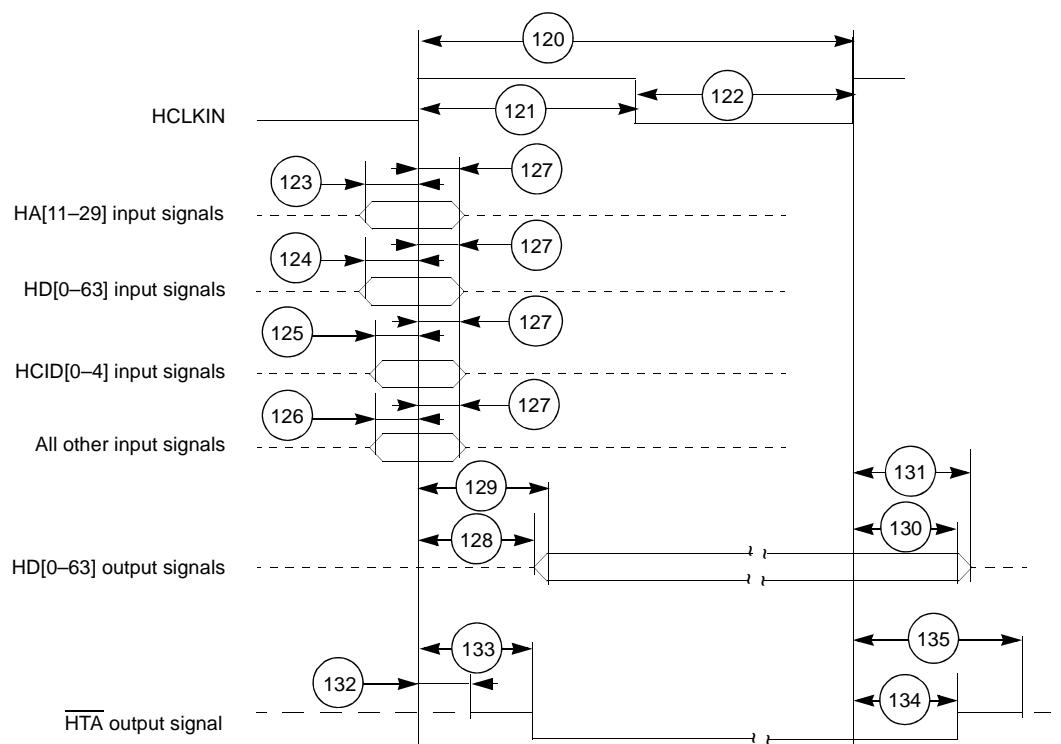 120
121
122
HCLKIN
123
127
HA[11–29] input signals
124
127
HD[0–63] input signals
125
127
HCID[0–4] input signals
126
127
All other input signals
129
131
128
130
HD[0–63] output signals
133
135
132
134
HTA output signal